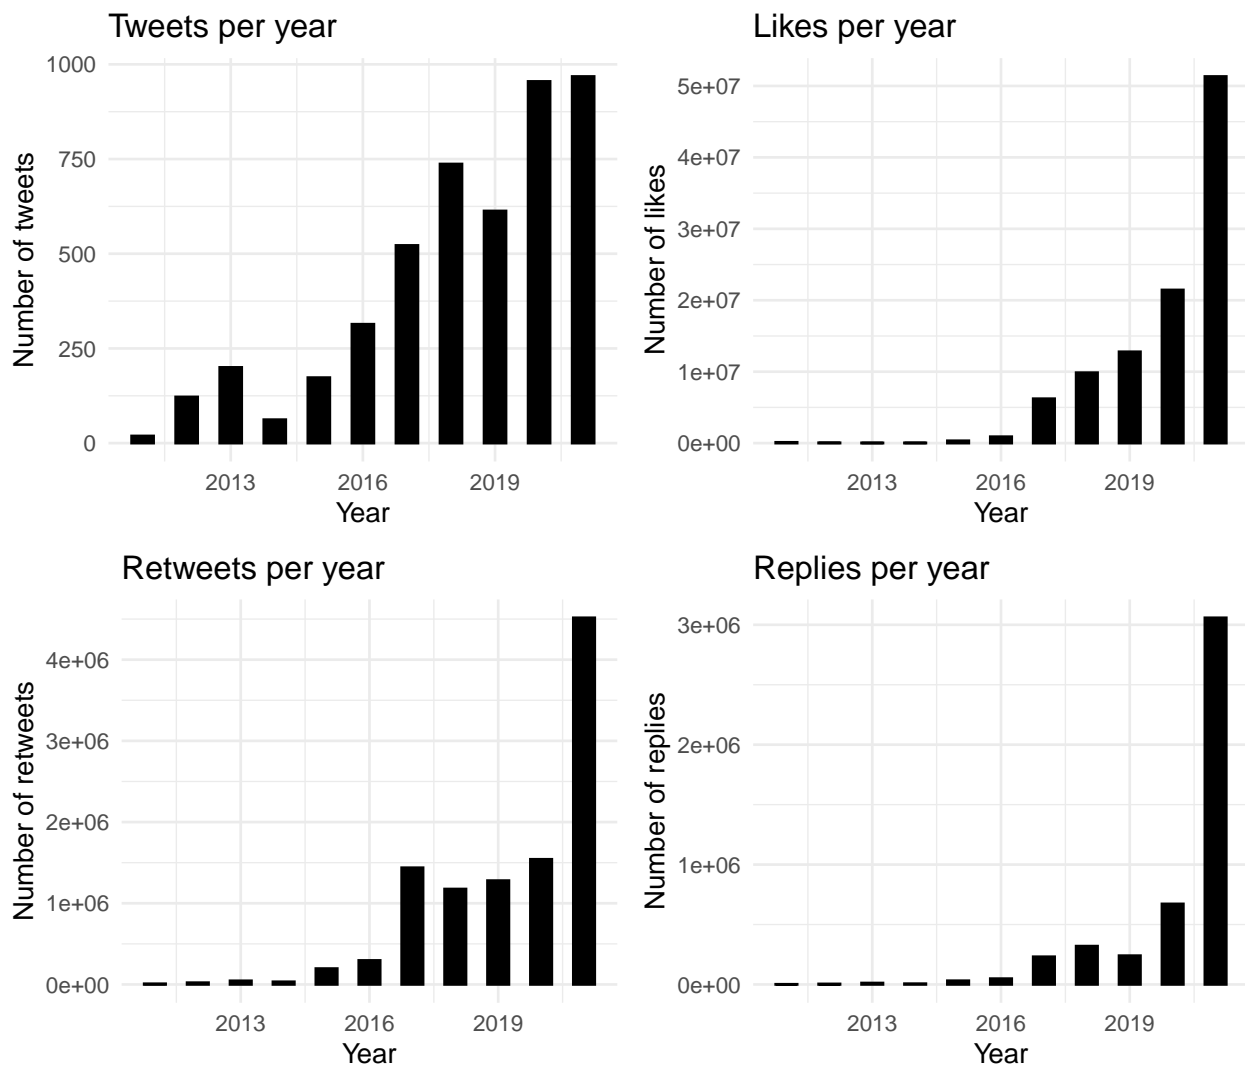 Tweets per year
1000
750
500
250
0
Number of tweets
2013 2016 2019
Year
Likes per year
5e+07
4e+07
3e+07
2e+07
1e+07
0e+00
Number of likes
2013 2016 2019
Year
Retweets per year
4e+06
3e+06
2e+06
1e+06
0e+00
Number of retweets
2013 2016 2019
Year
Replies per year
3e+06
2e+06
1e+06
0e+00
Number of replies
2013 2016 2019
Year